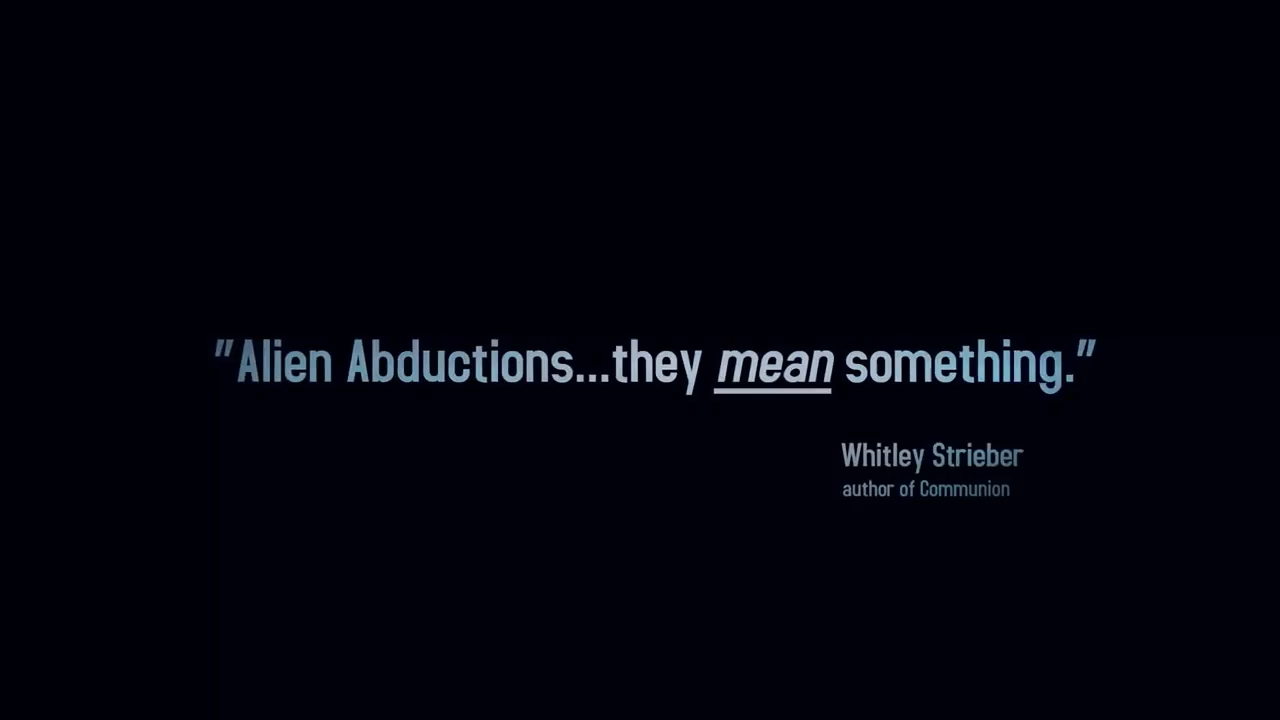 "Alien Abductions...they mean something."
Whitley Strieber
author of Communion